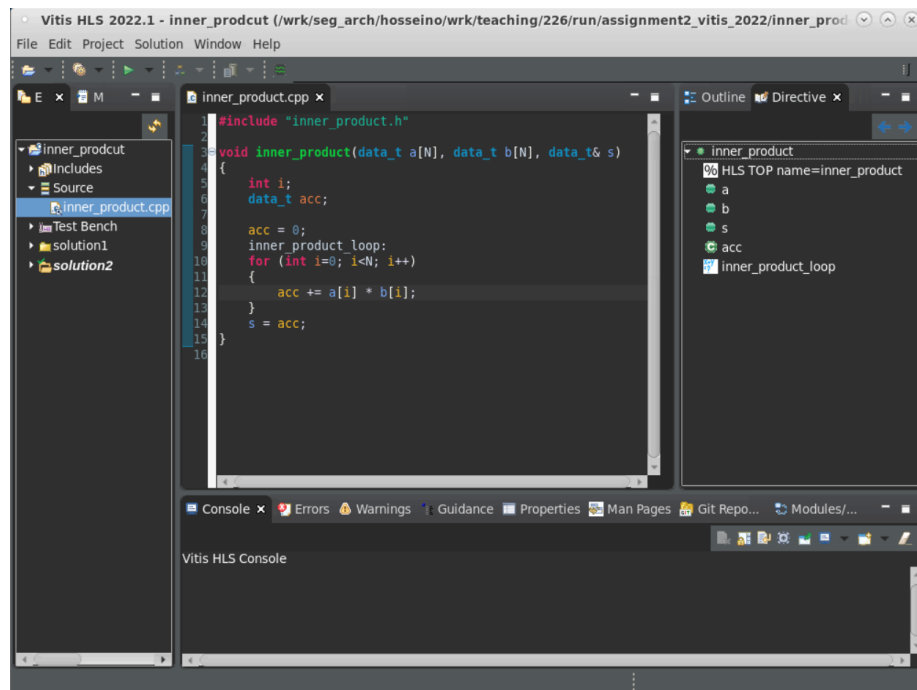 Vitis HLS 2022.1 - inner_prodcut (/wrk/seg_arch/hosseino/wrk/teaching/226/run/assignment2_vitis_2022/inner_prod
File Edit Project Solution Window Help
E M
inner_prodcut
Includes
Source
inner_product.cpp
Test Bench
solution1
solution2
inner_product.cpp
1 #include "inner_product.h"
2
3 void inner_product(data_t a[N], data_t b[N], data_t& s)
4 {
5 int i;
6 data_t acc;
7
8 acc = 0;
9 inner_product_loop:
10 for (int i=0; i<N; i++)
11 {
12 acc += a[i] * b[i];
13 }
14 s = acc;
15 }
16
Outline Directive
inner_product
% HLS TOP name=inner_product
a
b
s
C acc
inner_product_loop
Console Errors Warnings Guidance Properties Man Pages Git Repo... Modules/...
Vitis HLS Console